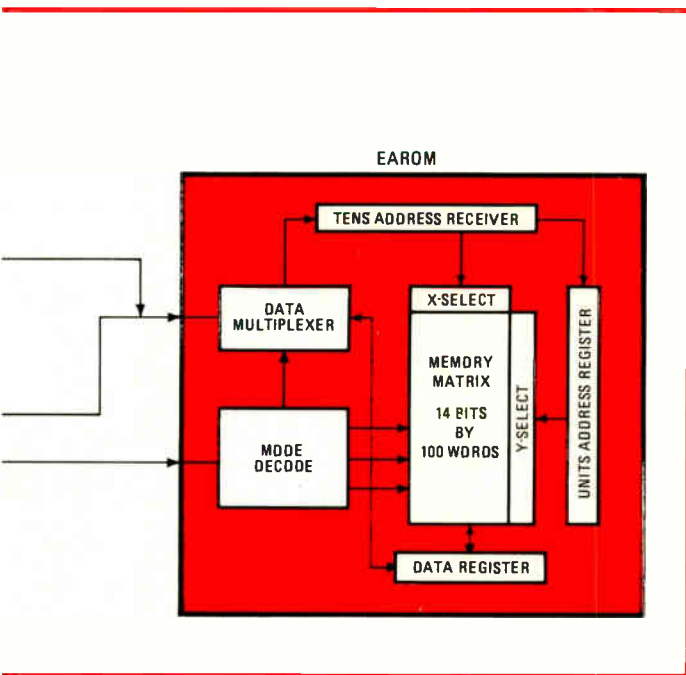 EAROM
TENS ADDRESS RECEIVER
DATA
MULTIPLEXER
X-SELECT
MEMORY
MATRIX
14 BITS
BY
100 WORDS
Y-SELECT
UNITS ADDRESS REGISTER
MODE
DECODE
DATA REGISTER